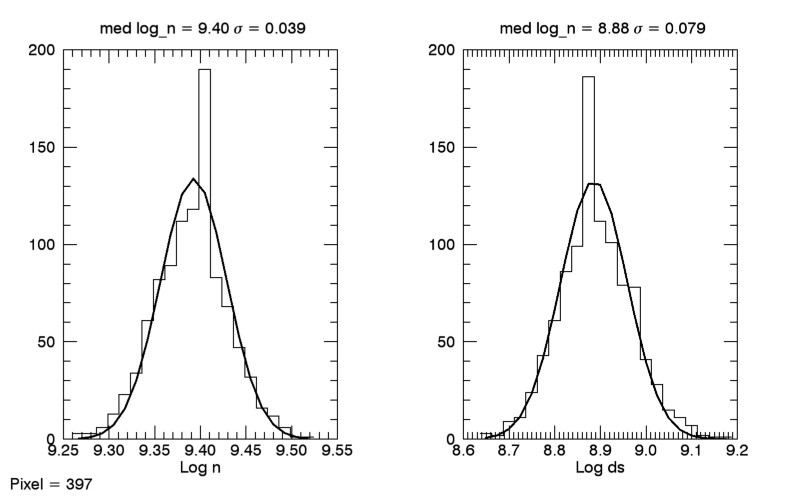 med log_n = 9.40 σ = 0.039
med log_n = 8.88 σ = 0.079
200
150
100
50
0
9.25 9.30 9.35 9.40 9.45 9.50 9.55
Log n
200
150
100
50
0
8.6 8.7 8.8 8.9 9.0 9.1 9.2
Log ds
Pixel = 397